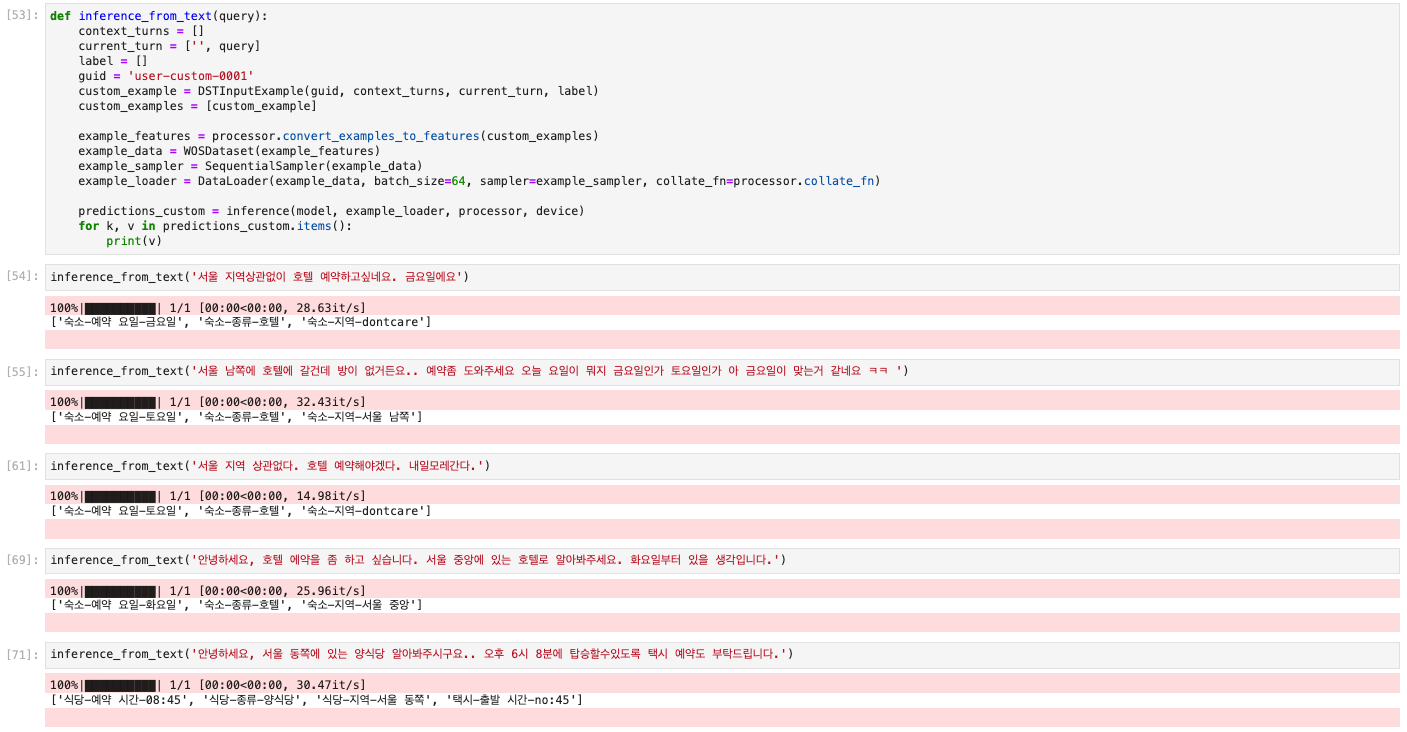 [53]: def inference_from_text(query):
    context_turns = []
    current_turn = ['', query]
    label = []
    guid = 'user-custom-0001'
    custom_example = DSTInputExample(guid, context_turns, current_turn, label)
    custom_examples = [custom_example]
    example_features = processor.convert_examples_to_features(custom_examples)
    example_data = WOSDataset(example_features)
    example_sampler = SequentialSampler(example_data)
    example_loader = DataLoader(example_data, batch_size=64, sampler=example_sampler, collate_fn=processor.collate_fn)
    predictions_custom = inference(model, example_loader, processor, device)
    for k, v in predictions_custom.items():
        print(v)
[54]: inference_from_text('서울 지역상관없이 호텔 예약하고싶네요. 금요일에요')
100%|██████████| 1/1 [00:00<00:00, 28.63it/s]
['숙소-예약 요일-금요일', '숙소-종류-호텔', '숙소-지역-dontcare']
[55]: inference_from_text('서울 남쪽에 호텔에 갈건데 방이 없거든요.. 예약좀 도와주세요 오늘 요일이 뭐지 금요일인가 토요일인가 아 금요일이 맞는거 같네요 ㅋㅋ ')
100%|██████████| 1/1 [00:00<00:00, 32.43it/s]
['숙소-예약 요일-토요일', '숙소-종류-호텔', '숙소-지역-서울 남쪽']
[61]: inference_from_text('서울 지역 상관없다. 호텔 예약해야겠다. 내일모레간다.')
100%|██████████| 1/1 [00:00<00:00, 14.98it/s]
['숙소-예약 요일-토요일', '숙소-종류-호텔', '숙소-지역-dontcare']
[69]: inference_from_text('안녕하세요, 호텔 에약을 좀 하고 싶습니다. 서울 중앙에 있는 호텔로 알아봐주세요. 화요일부터 있을 생각입니다.')
100%|██████████| 1/1 [00:00<00:00, 25.96it/s]
['숙소-예약 요일-화요일', '숙소-종류-호텔', '숙소-지역-서울 중앙']
[71]: inference_from_text('안녕하세요, 서울 동쪽에 있는 양식당 알아봐주시구요.. 오후 6시 8분에 탑승할수있도록 택시 예약도 부탁드립니다.')
100%|██████████| 1/1 [00:00<00:00, 30.47it/s]
['식당-예약 시간-08:45', '식당-종류-양식당', '식당-지역-서울 동쪽', '택시-출발 시간-no:45']